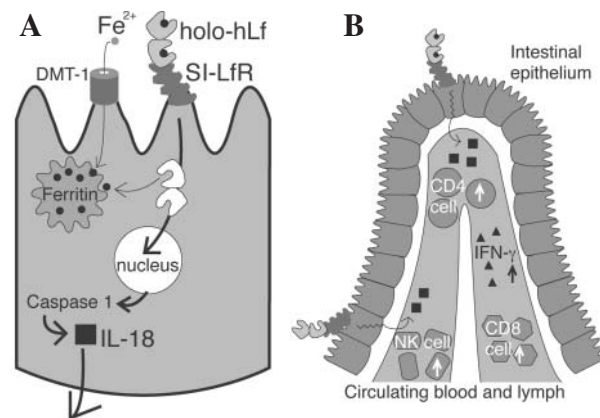 A
Fe2+
holo-hLf
DMT-1
SI-LfR
Ferritin
nucleus
Caspase 1
IL-18
B
Intestinal
epithelium
CD4
cell
IFN-γ
NK cell
CD8
cell
Circulating blood and lymph